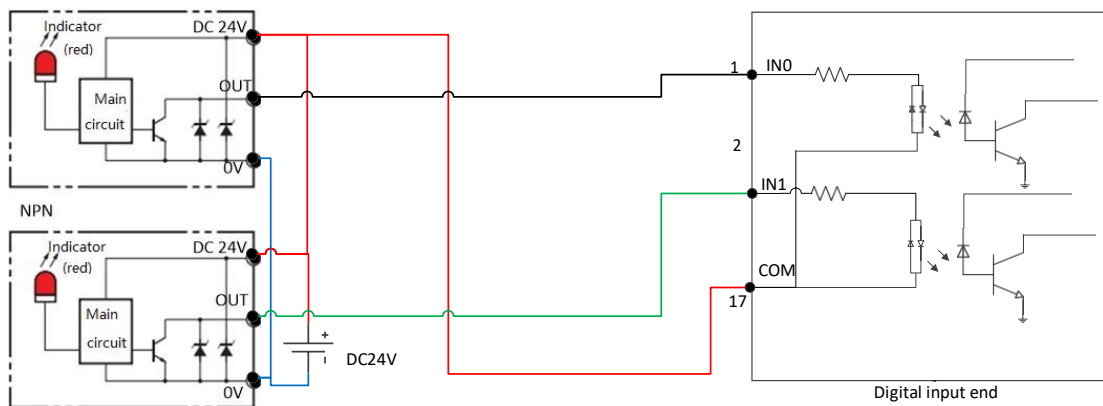 Indicator
(red)
DC 24V
OUT
Main
circuit
0V
NPN
Indicator
(red)
DC 24V
OUT
Main
circuit
0V
+
-
DC24V
1
IN0
2
IN1
COM
17
Digital input end